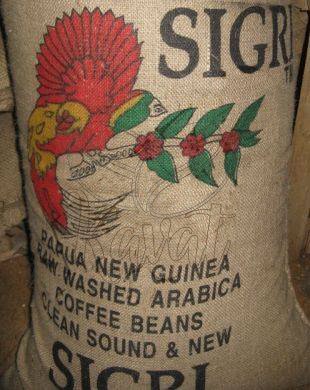 SIGRI
PAPUA NEW GUINEA
RAW WASHED ARABICA
COFFEE BEANS
CLEAN SOUND & NEW
SIGRI